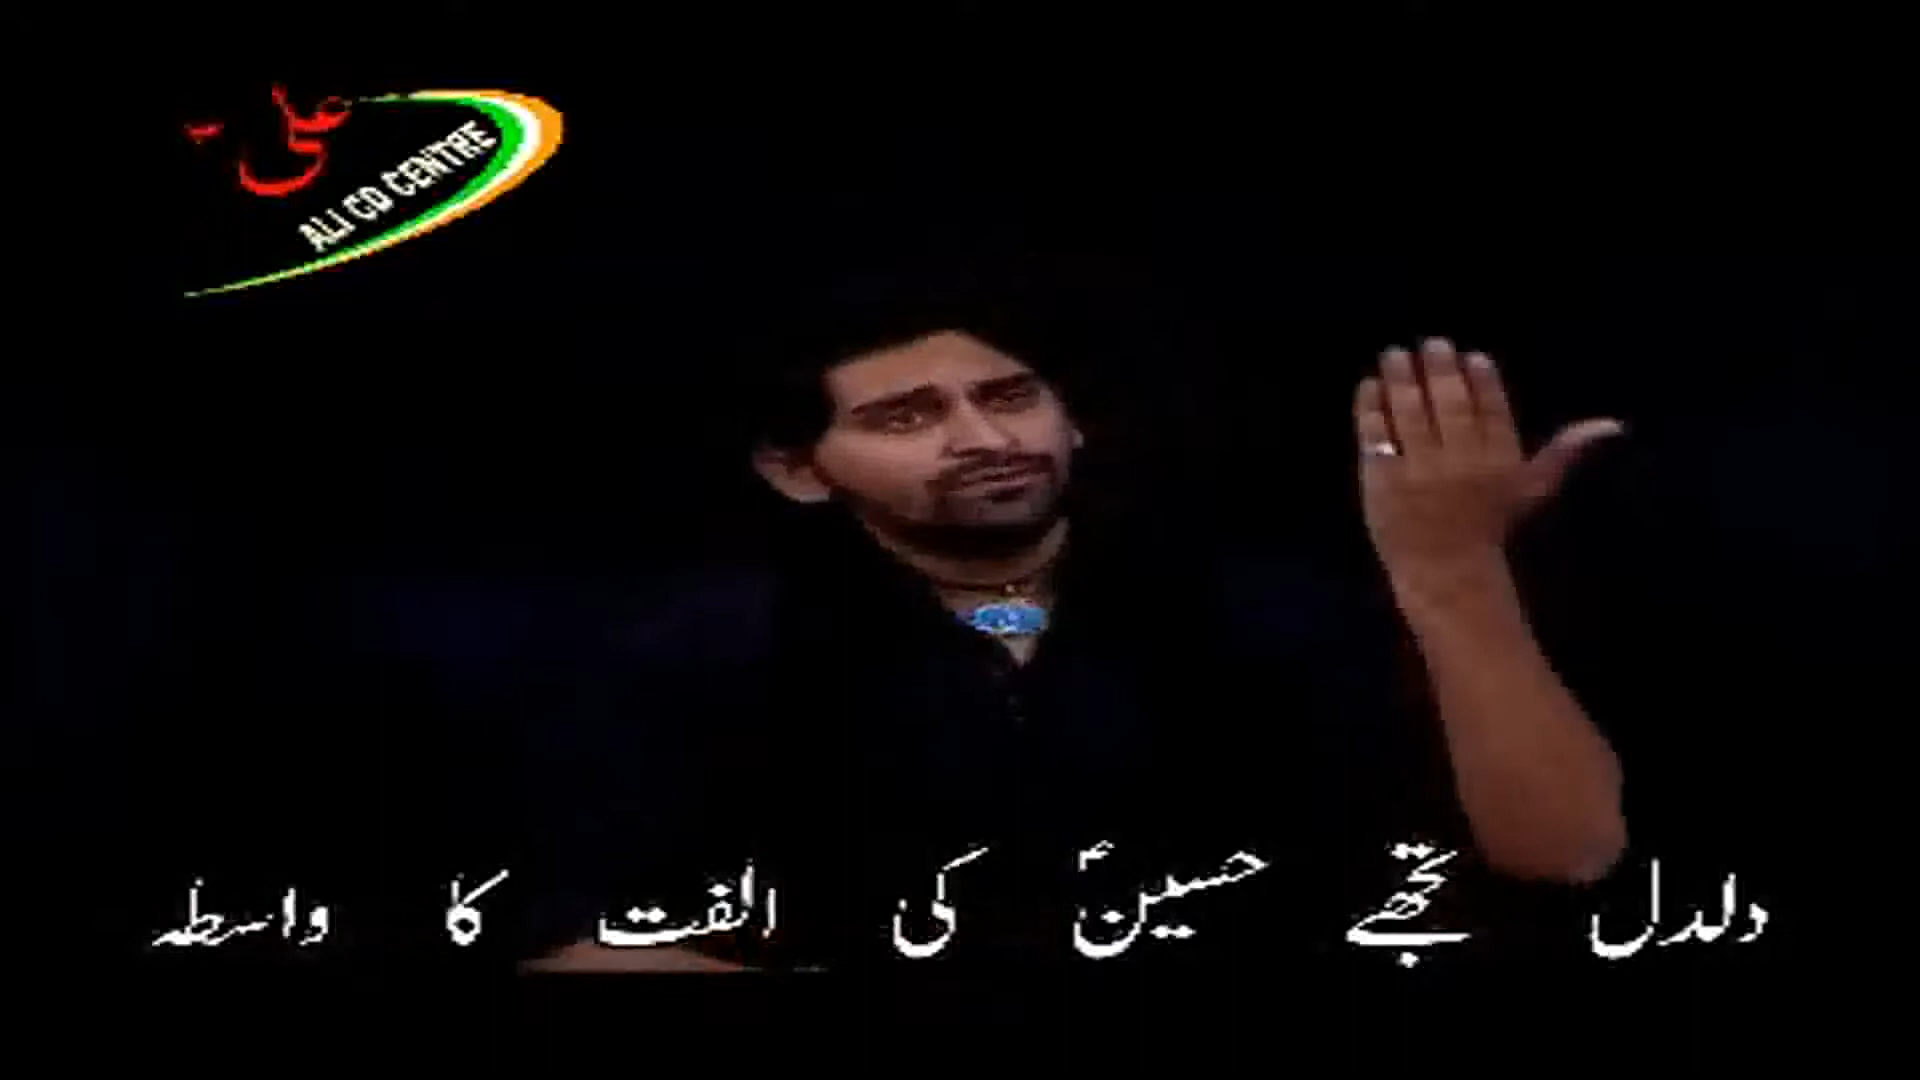 علی
ALI CD CENTRE
دلدل تجھے حسینؑ کی الفت کا واسطہ